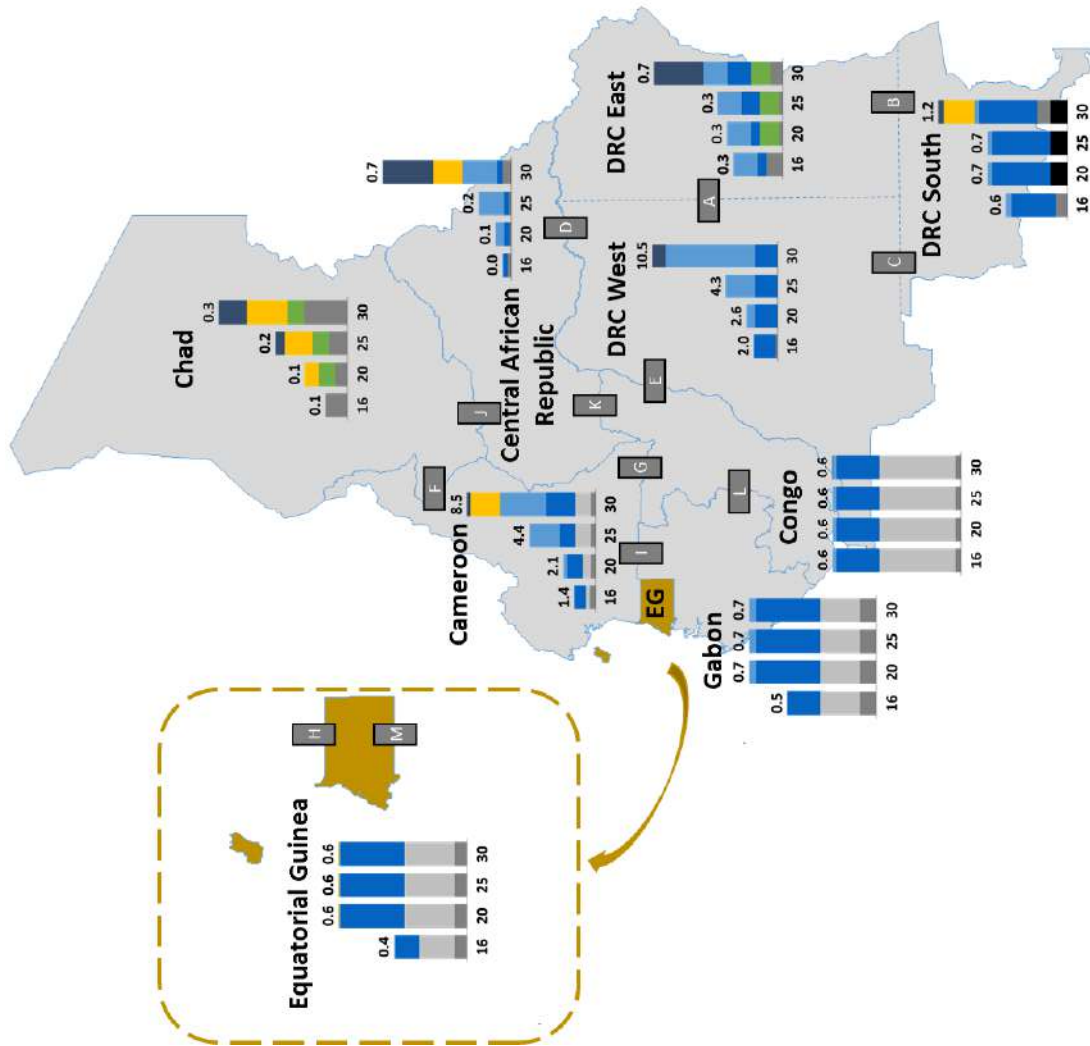 Equatorial Guinea
0.4 0.6 0.6 0.6
16 20 25 30
H
M
Chad
0.1 0.1 0.2 0.3
16 20 25 30
Cameroon
1.4 2.1 4.4 8.5
16 20 25 30
F
J
Central African
Republic
0.0 0.1 0.2 0.7
16 20 25 30
D
K
G
I
EG
E
L
A
DRC West
2.0 2.6 4.3 10.5
16 20 25 30
DRC East
0.3 0.3 0.3 0.7
16 20 25 30
Gabon
0.5 0.7 0.7 0.7
16 20 25 30
Congo
0.6 0.6 0.6 0.6
16 20 25 30
C
B
DRC South
0.6 0.7 0.7 1.2
16 20 25 30